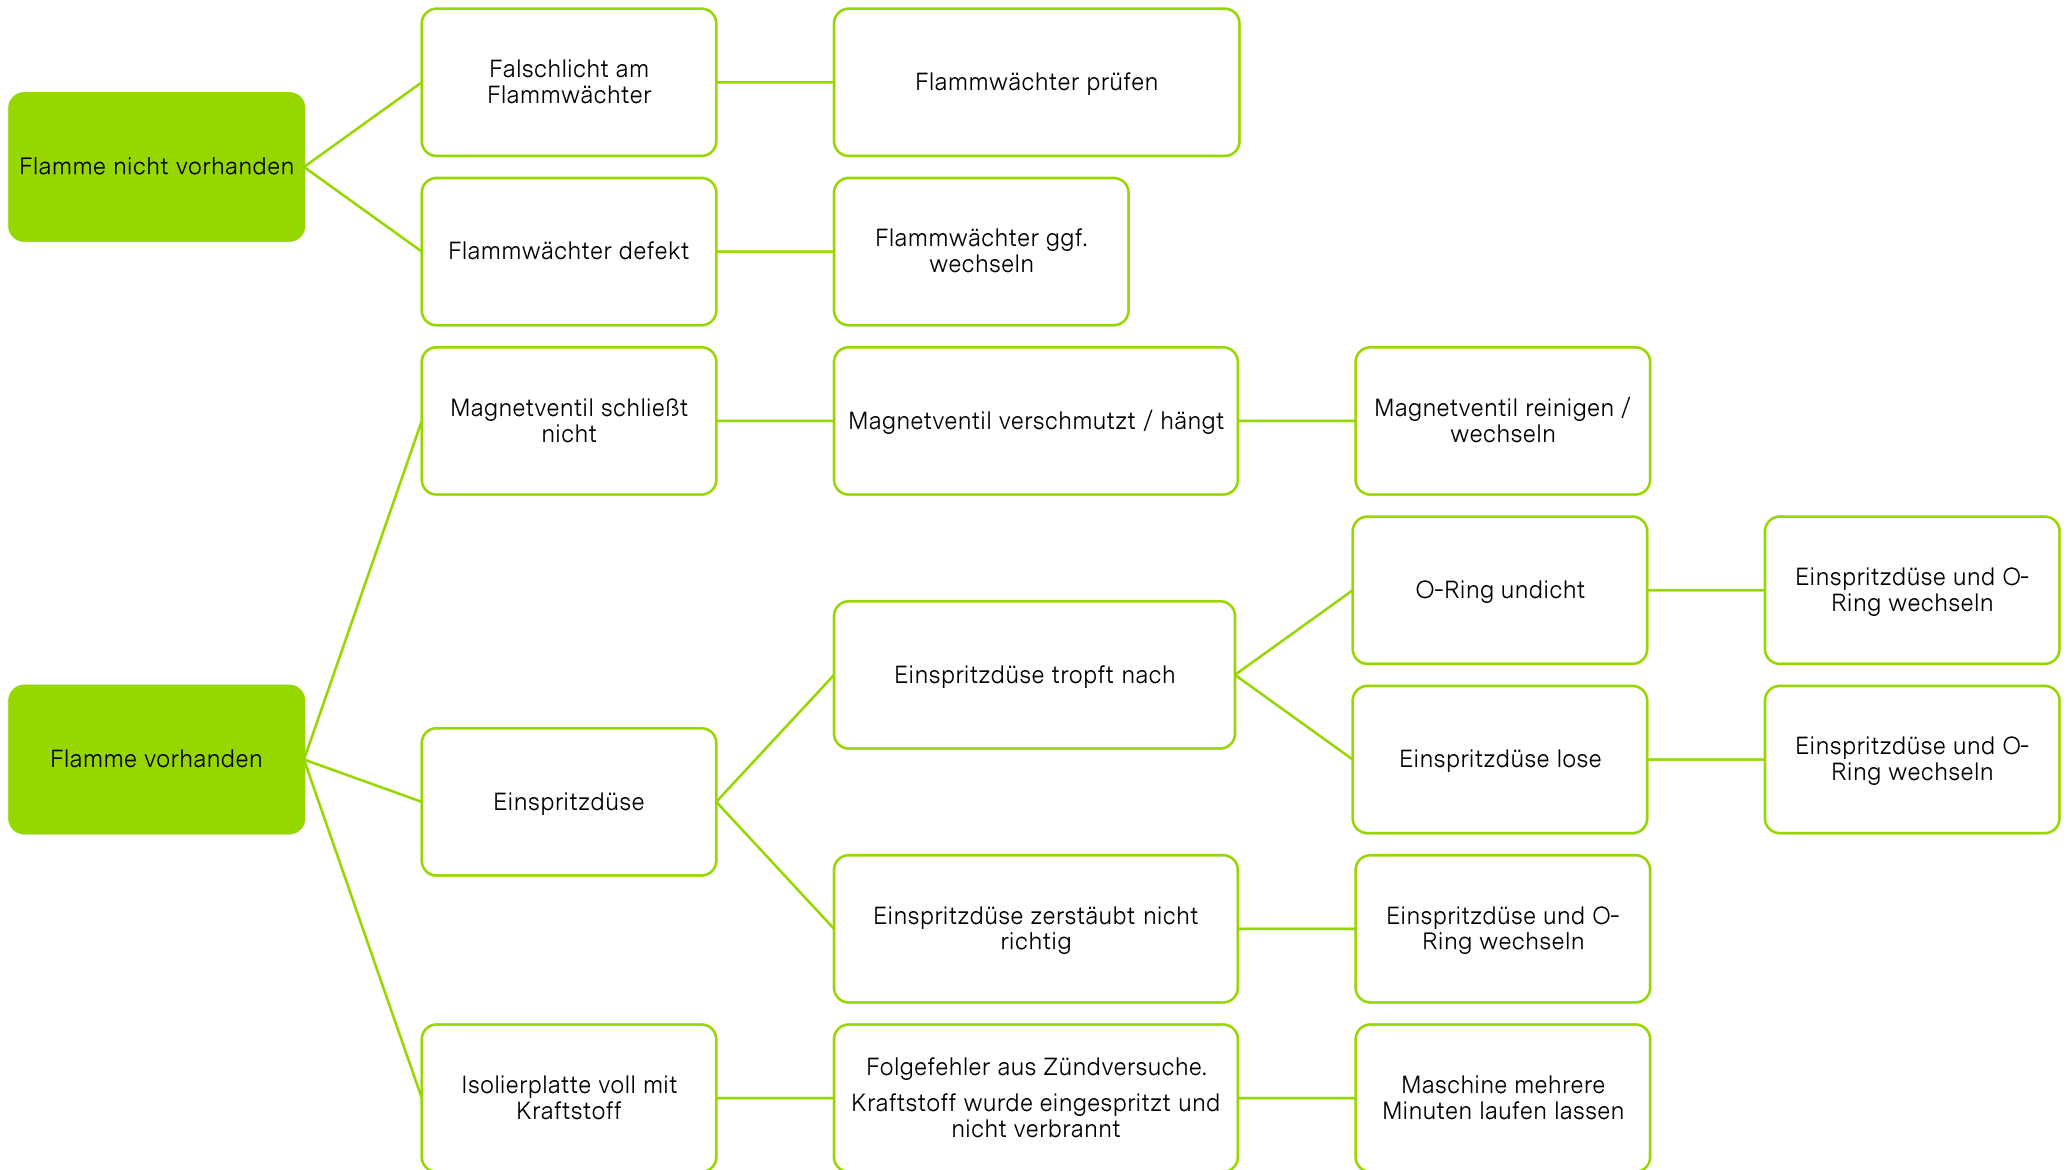 Flamme nicht vorhanden
Falschlicht am
Flammwächter
Flammwächter prüfen
Flammwächter defekt
Flammwächter ggf.
wechseln
Flamme vorhanden
Magnetventil schließt
nicht
Magnetventil verschmutzt / hängt
Magnetventil reinigen /
wechseln
Einspritzdüse
Einspritzdüse tropft nach
O-Ring undicht
Einspritzdüse und O-
Ring wechseln
Einspritzdüse lose
Einspritzdüse und O-
Ring wechseln
Einspritzdüse zerstäubt nicht
richtig
Einspritzdüse und O-
Ring wechseln
Isolierplatte voll mit
Kraftstoff
Folgefehler aus Zündversuche.
Kraftstoff wurde eingespritzt und
nicht verbrannt
Maschine mehrere
Minuten laufen lassen